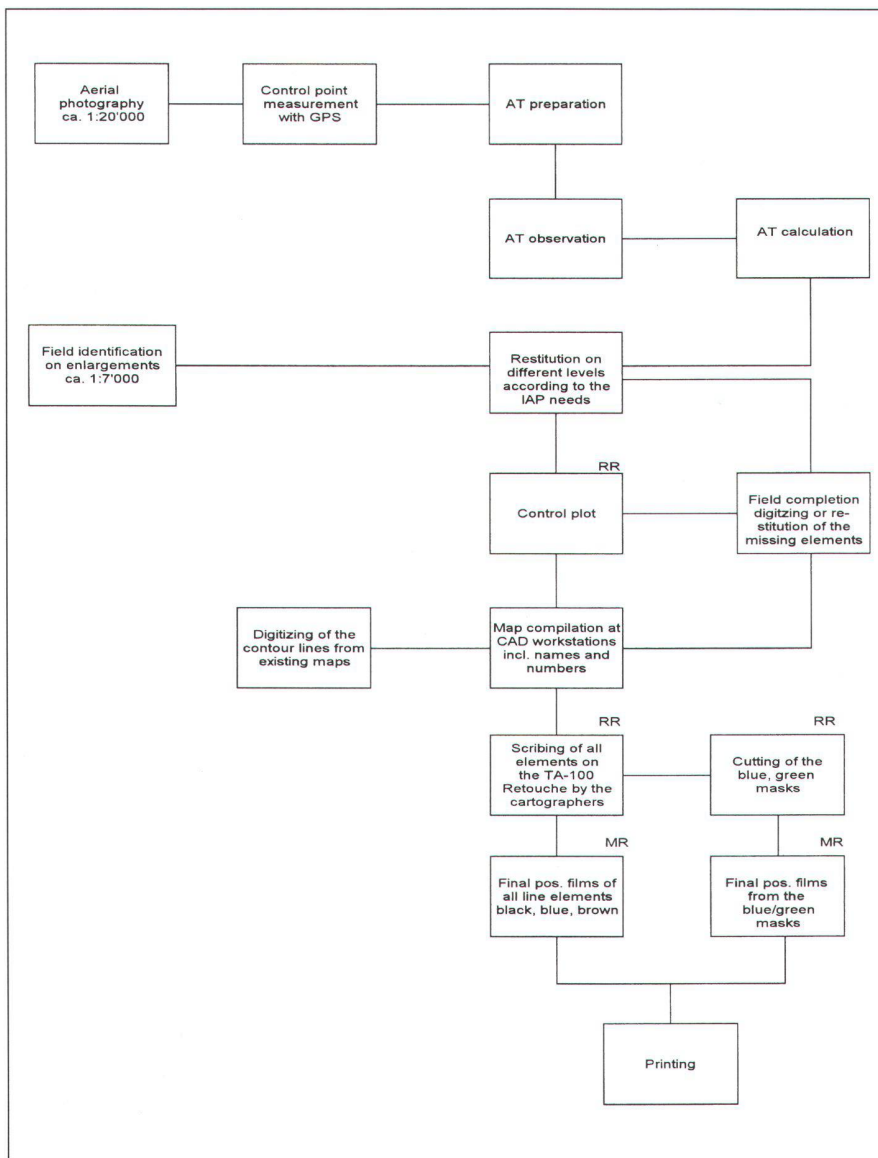 Aerial
photography
ca. 1:20'000
Control point
measurement
with GPS
AT preparation
AT observation
AT calculation
Field identification
on enlargements
ca. 1:7'000
Restitution on
different levels
according to the
IAP needs
RR
Control plot
Field completion
digitzing or re-
stitution of the
missing elements
Digitizing of the
contour lines from
existing maps
Map compilation at
CAD workstations
incl. names and
numbers
RR
Scribing of all
elements on
the TA-100
Retouche by the
cartographers
RR
Cutting of the
blue, green
masks
MR
Final pos. films of
all line elements
black, blue, brown
MR
Final pos. films
from the
blue/green
masks
Printing